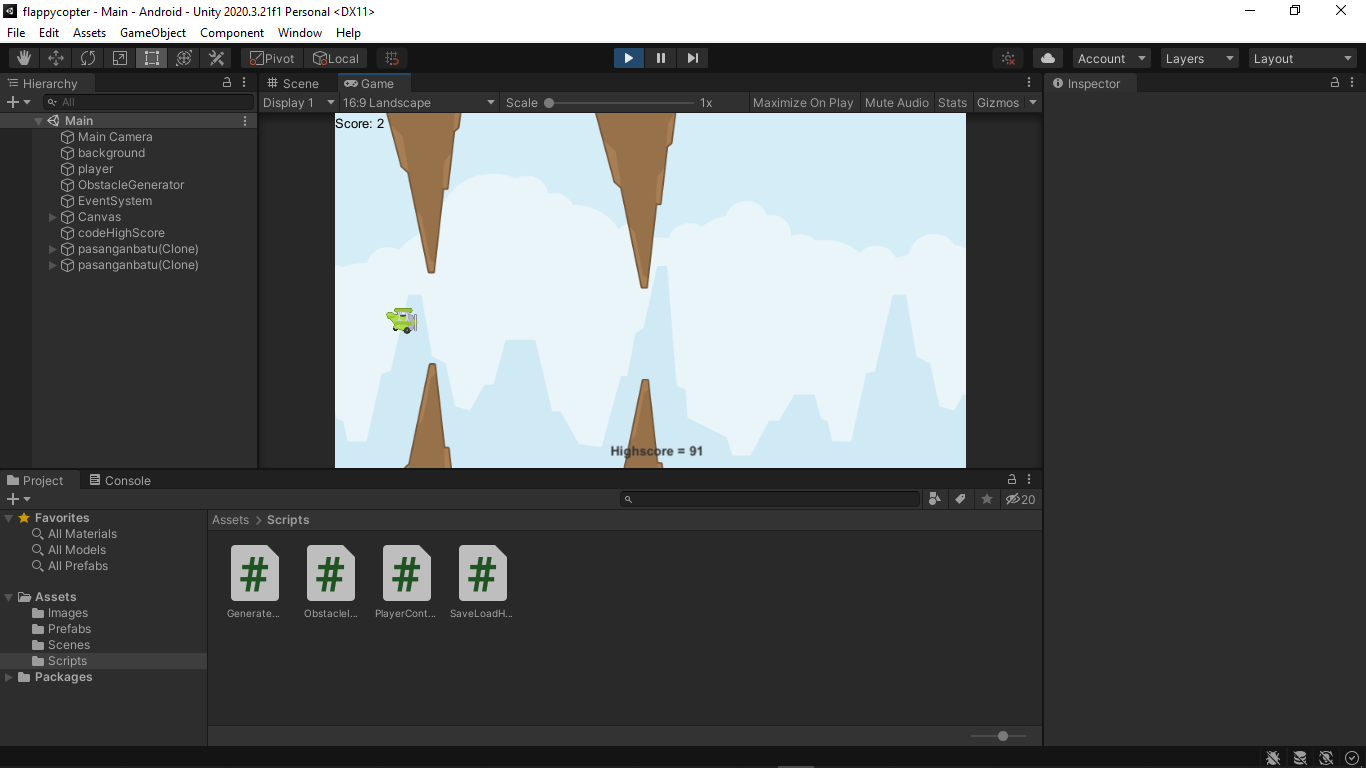 flappycopter - Main - Android - Unity 2020.3.21f1 Personal <DX11>
File Edit Assets GameObject Component Window Help
Pivot Local Account Layers Layout
Hierarchy Scene Game Inspector
All Display 1 16:9 Landscape Scale 1x Maximize On Play Mute Audio Stats Gizmos
Main
Main Camera
background
player
ObstacleGenerator
EventSystem
Canvas
codeHighScore
pasanganbatu(Clone)
pasanganbatu(Clone)
Score: 2
Highscore = 91
Project Console
20
Favorites
All Materials
All Models
All Prefabs
Assets
Images
Prefabs
Scenes
Scripts
Packages
Assets > Scripts
Generate... ObstacleI... PlayerCont... SaveLoadH...